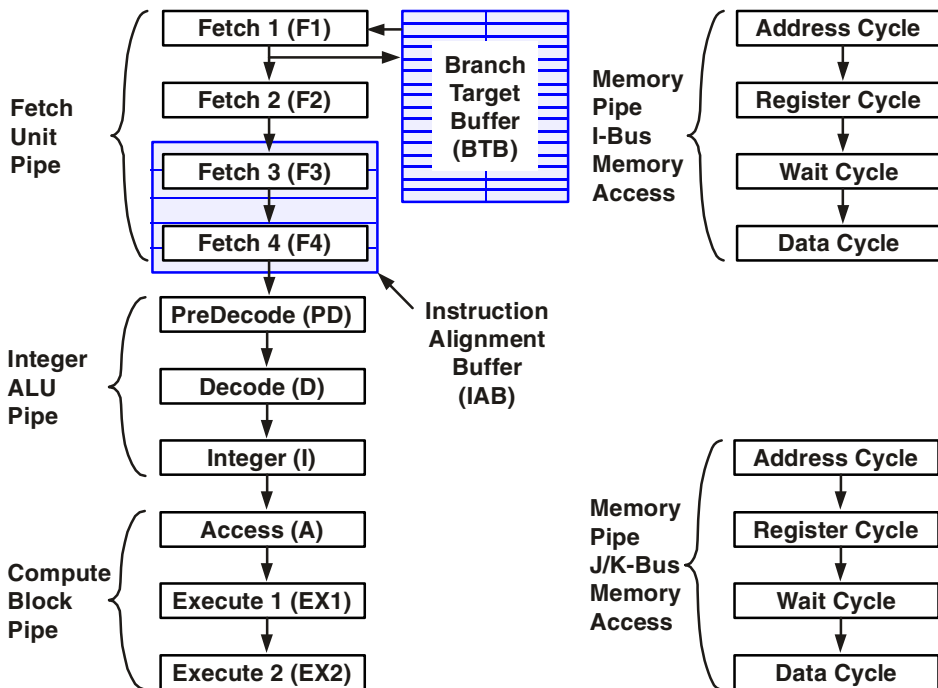 Fetch
Unit
Pipe
Fetch 1 (F1)
Fetch 2 (F2)
Fetch 3 (F3)
Fetch 4 (F4)
Branch
Target
Buffer
(BTB)
Instruction
Alignment
Buffer
(IAB)
Integer
ALU
Pipe
PreDecode (PD)
Decode (D)
Integer (I)
Compute
Block
Pipe
Access (A)
Execute 1 (EX1)
Execute 2 (EX2)
Memory
Pipe
I-Bus
Memory
Access
Address Cycle
Register Cycle
Wait Cycle
Data Cycle
Memory
Pipe
J/K-Bus
Memory
Access
Address Cycle
Register Cycle
Wait Cycle
Data Cycle